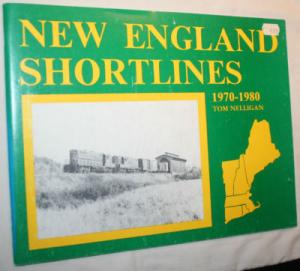 NEW ENGLAND
SHORTLINES
1970-1980
TOM NELLIGAN